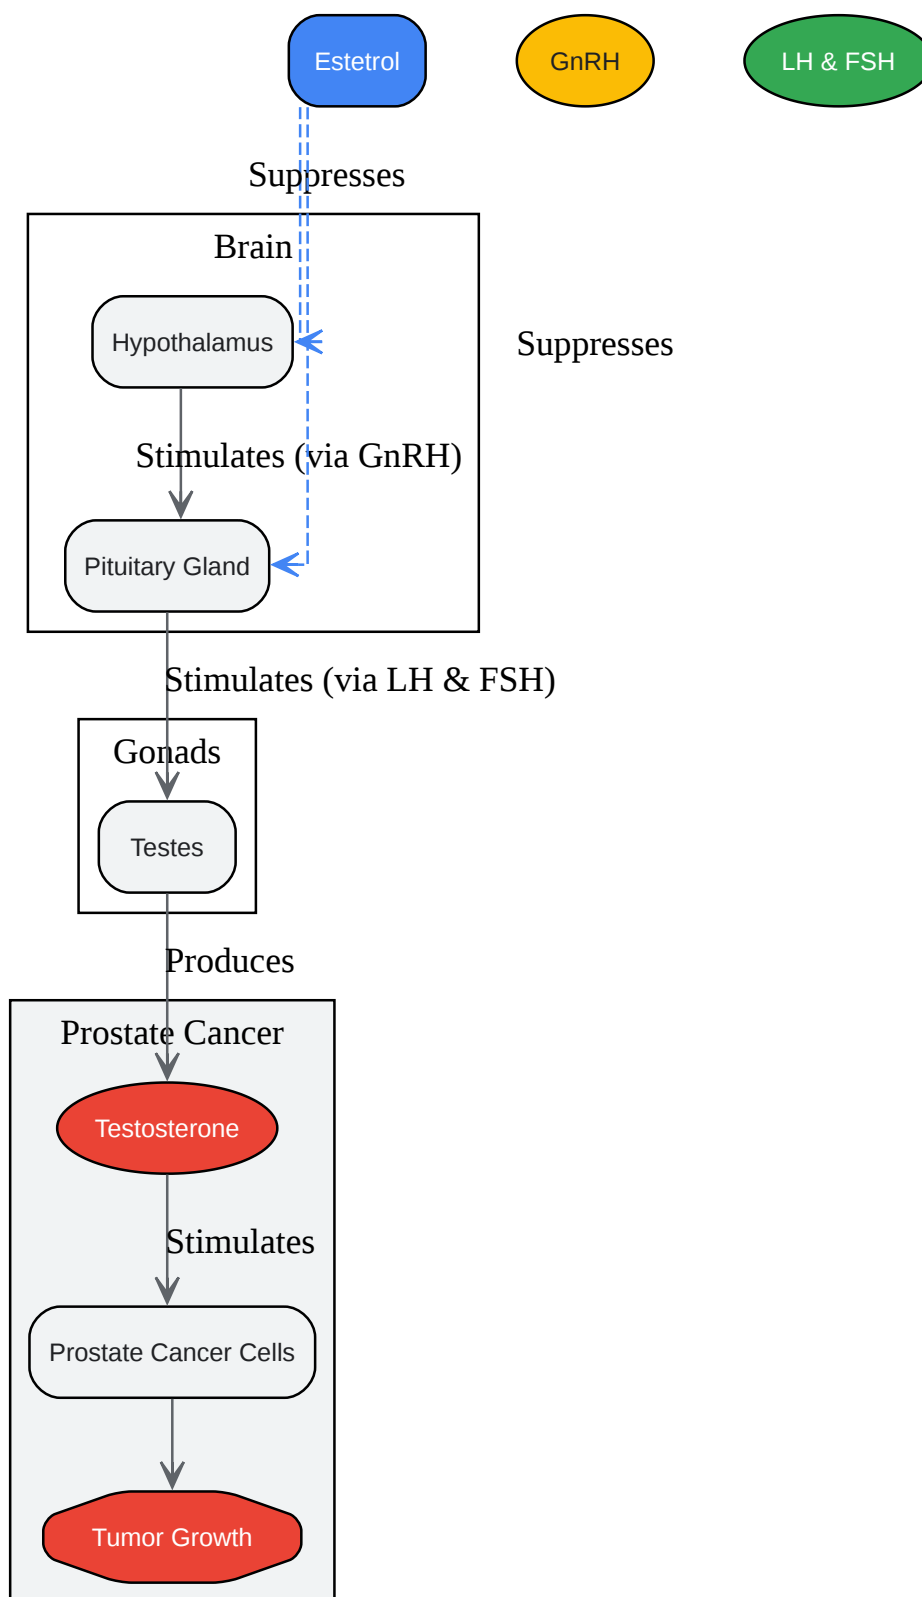 Estetrol
GnRH
LH & FSH
Suppresses
Brain
Hypothalamus
Suppresses
Stimulates (via GnRH)
Pituitary Gland
Stimulates (via LH & FSH)
Gonads
Testes
Produces
Prostate Cancer
Testosterone
Stimulates
Prostate Cancer Cells
Tumor Growth